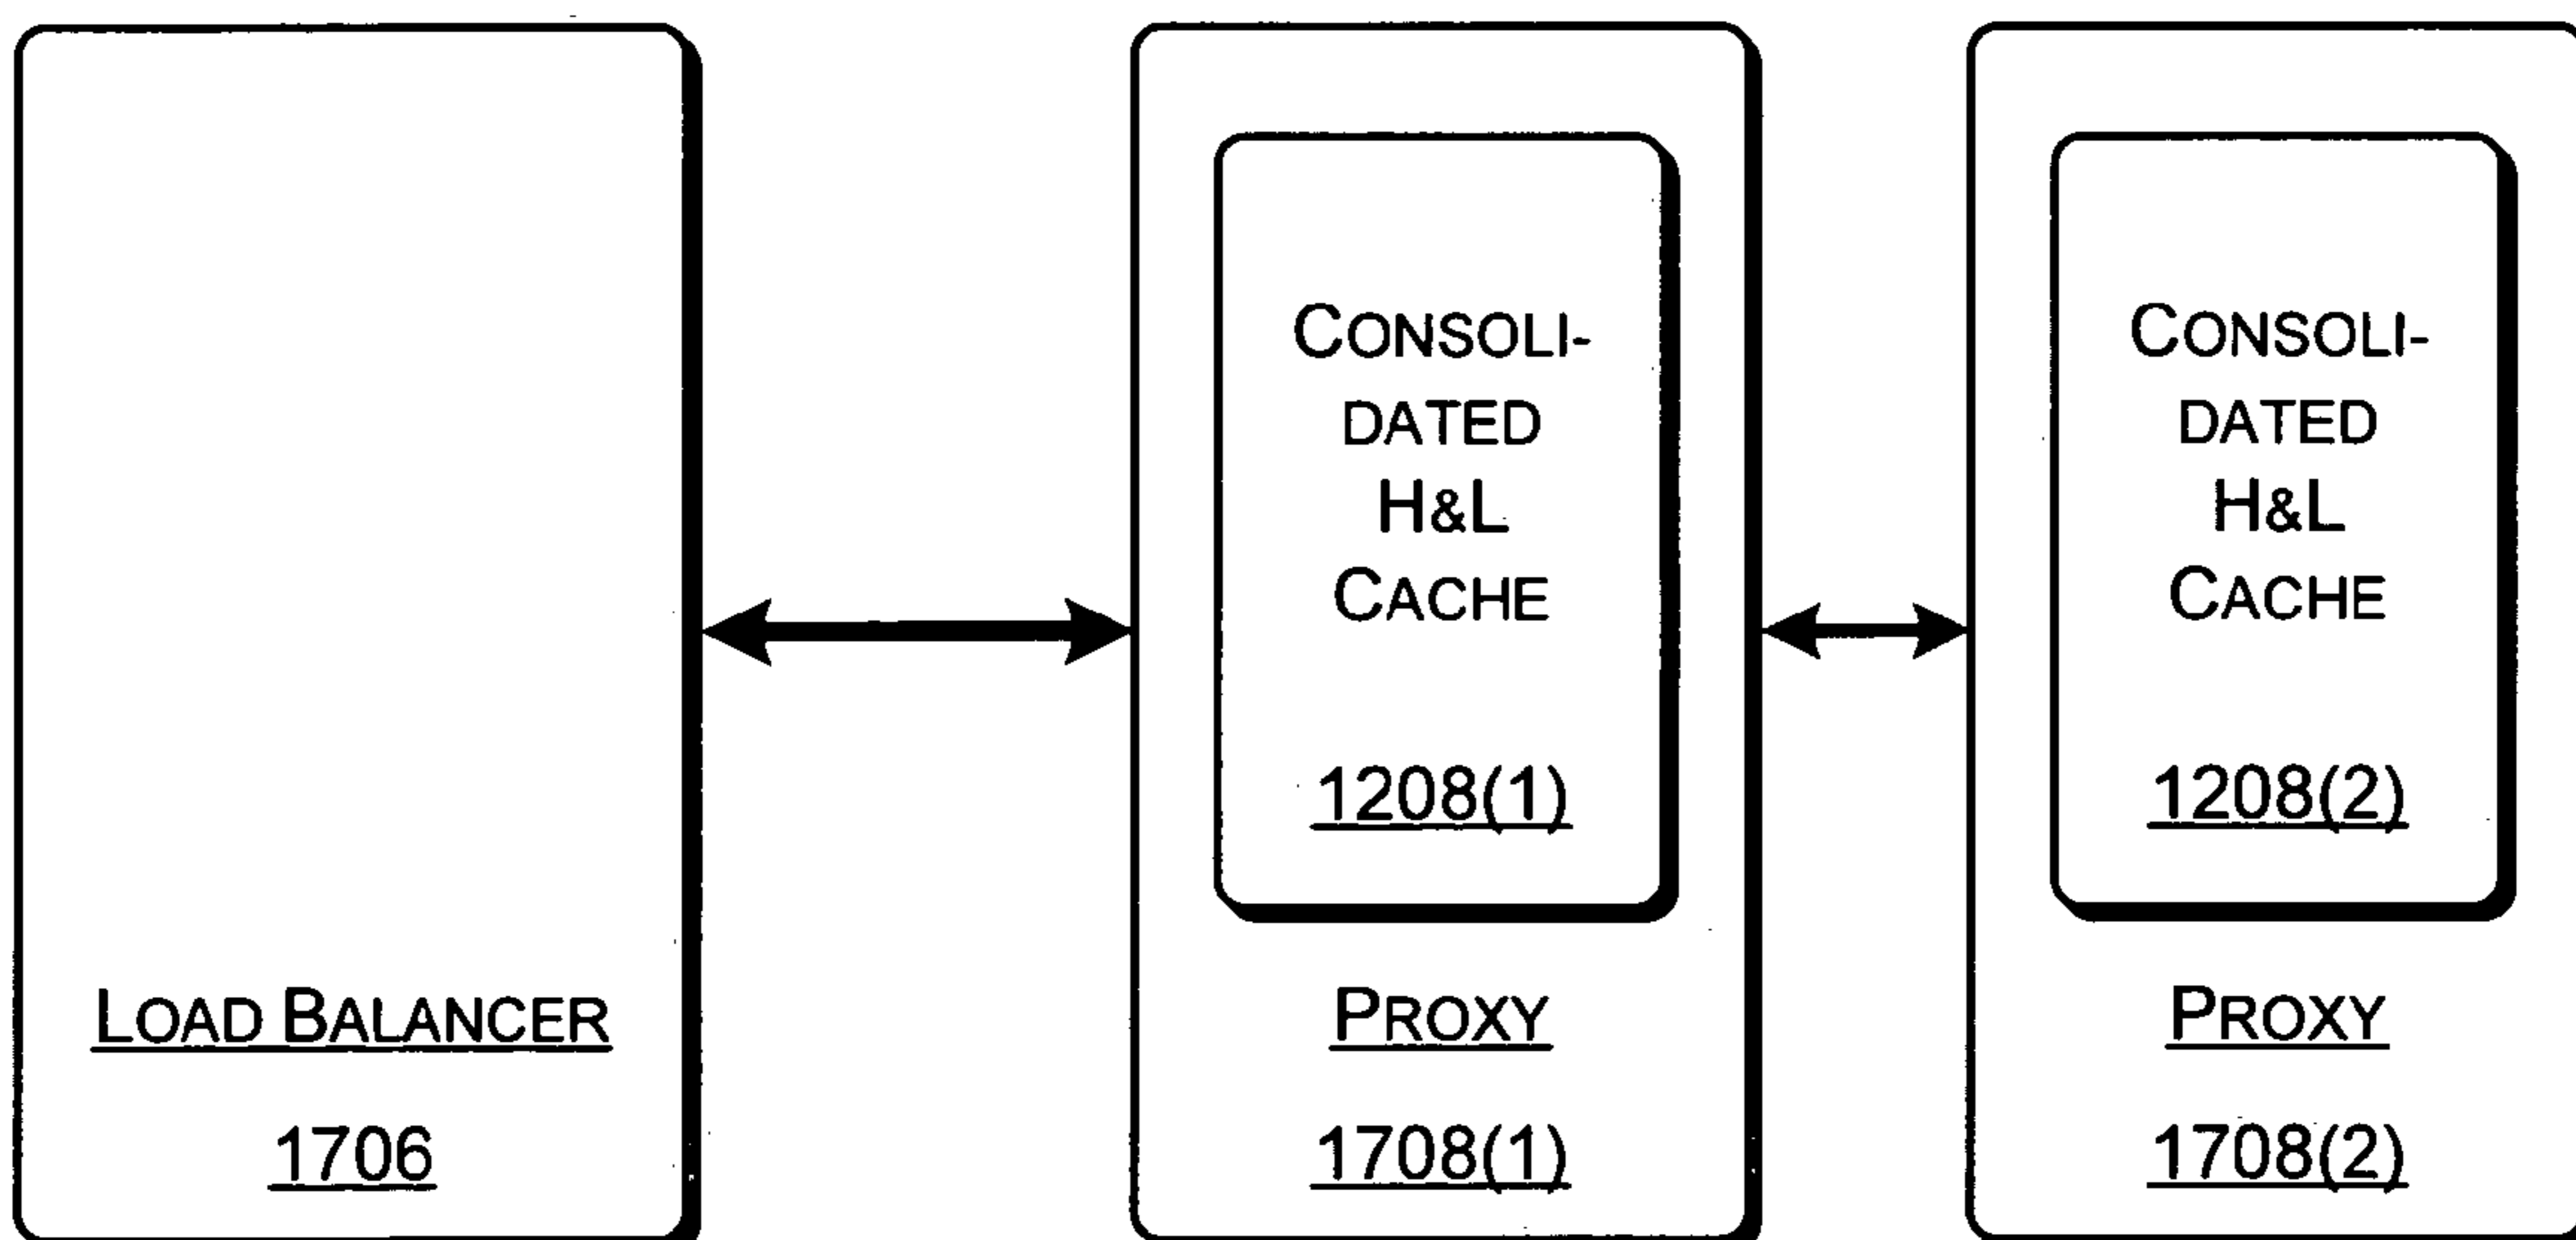 LOAD BALANCER
1706
CONSOLI-
DATED
H&L
CACHE
1208(1)
PROXY
1708(1)
CONSOLI-
DATED
H&L
CACHE
1208(2)
PROXY
1708(2)